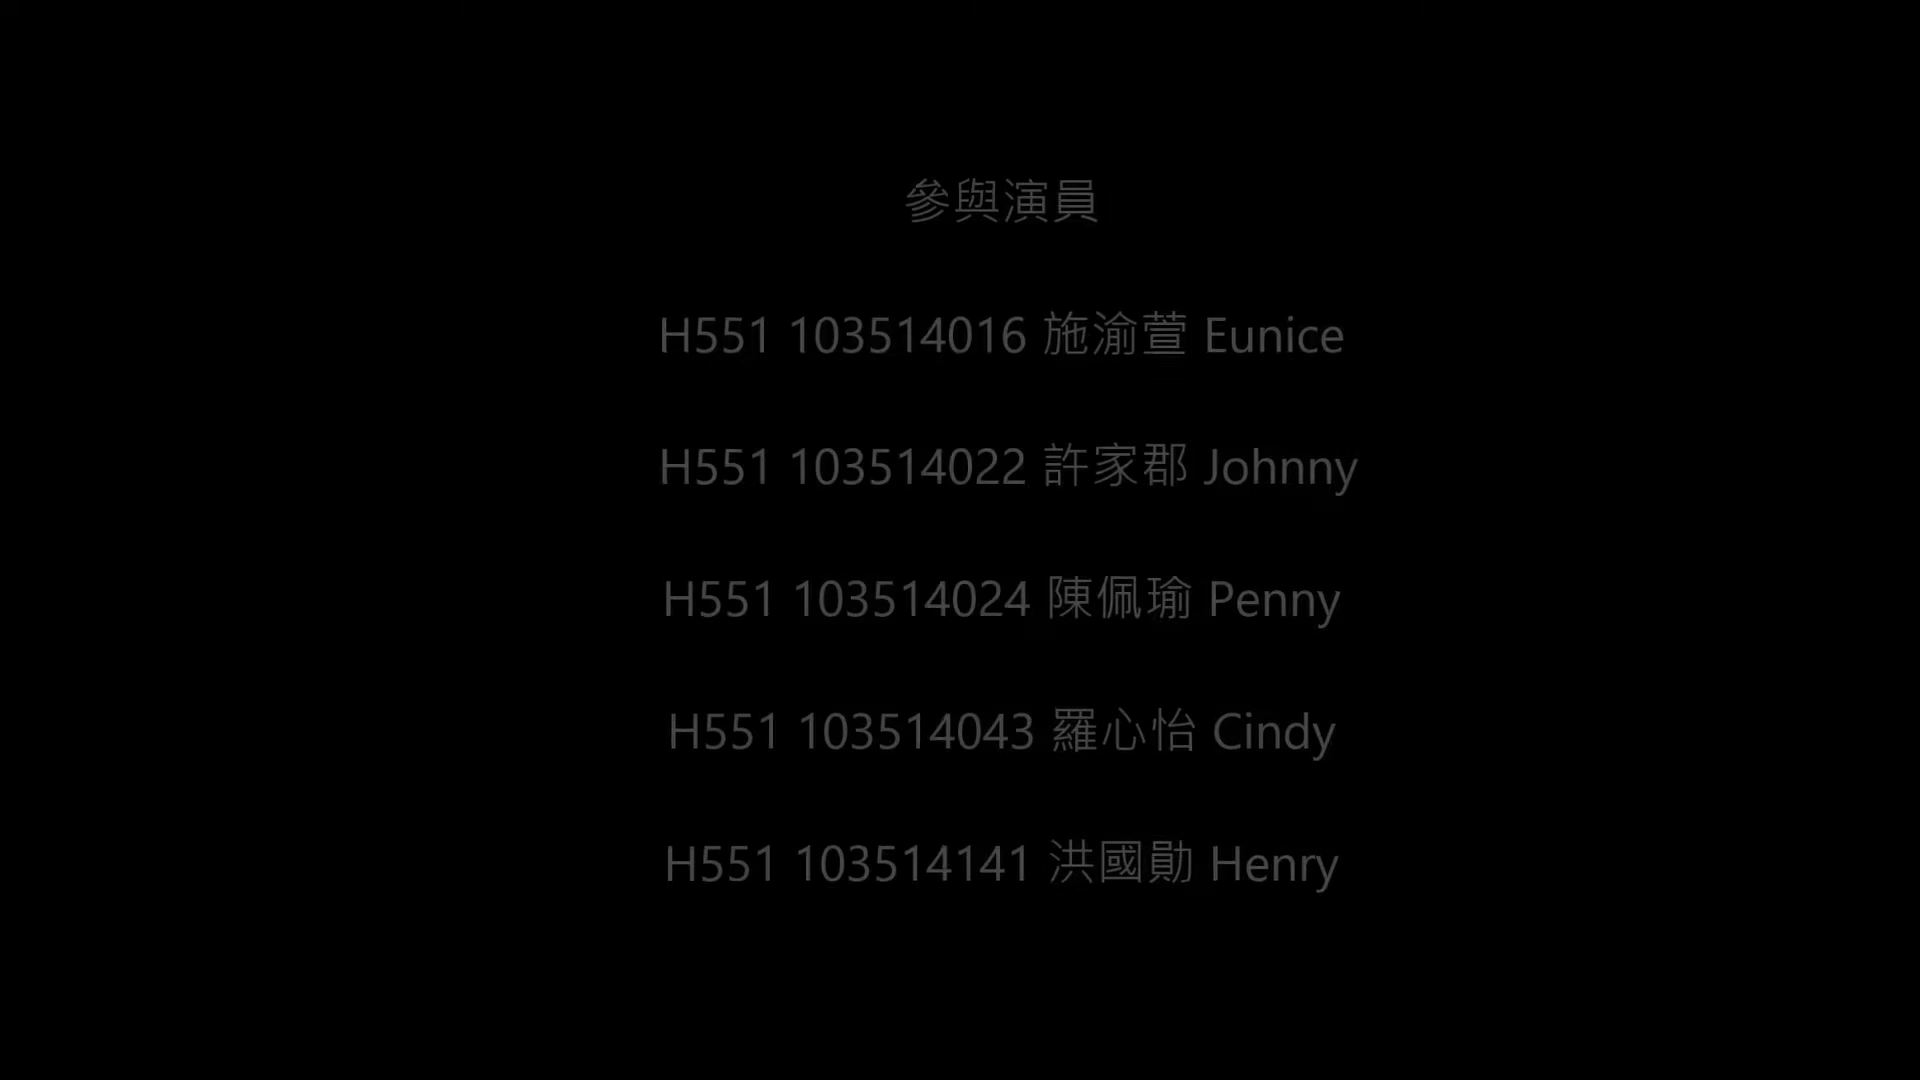 參與演員
H551 103514016 施渝萱 Eunice
H551 103514022 許家郡 Johnny
H551 103514024 陳佩瑜 Penny
H551 103514043 羅心怡 Cindy
H551 103514141 洪國勛 Henry